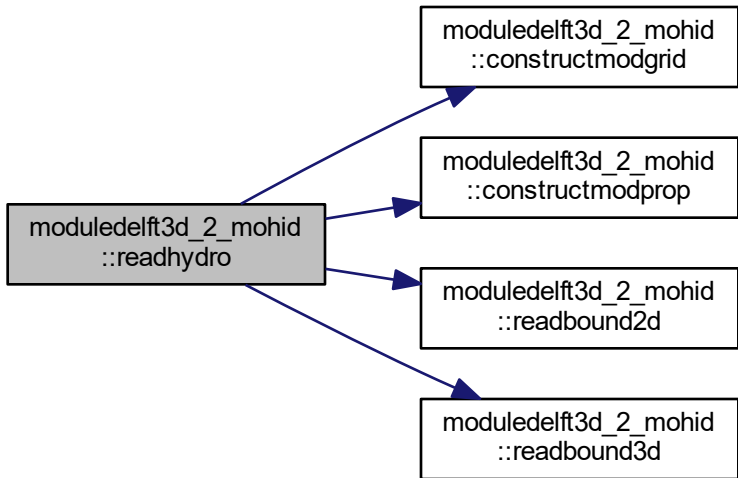 moduledelft3d_2_mohid
::constructmodgrid
moduledelft3d_2_mohid
::constructmodprop
moduledelft3d_2_mohid
::readhydro
moduledelft3d_2_mohid
::readbound2d
moduledelft3d_2_mohid
::readbound3d